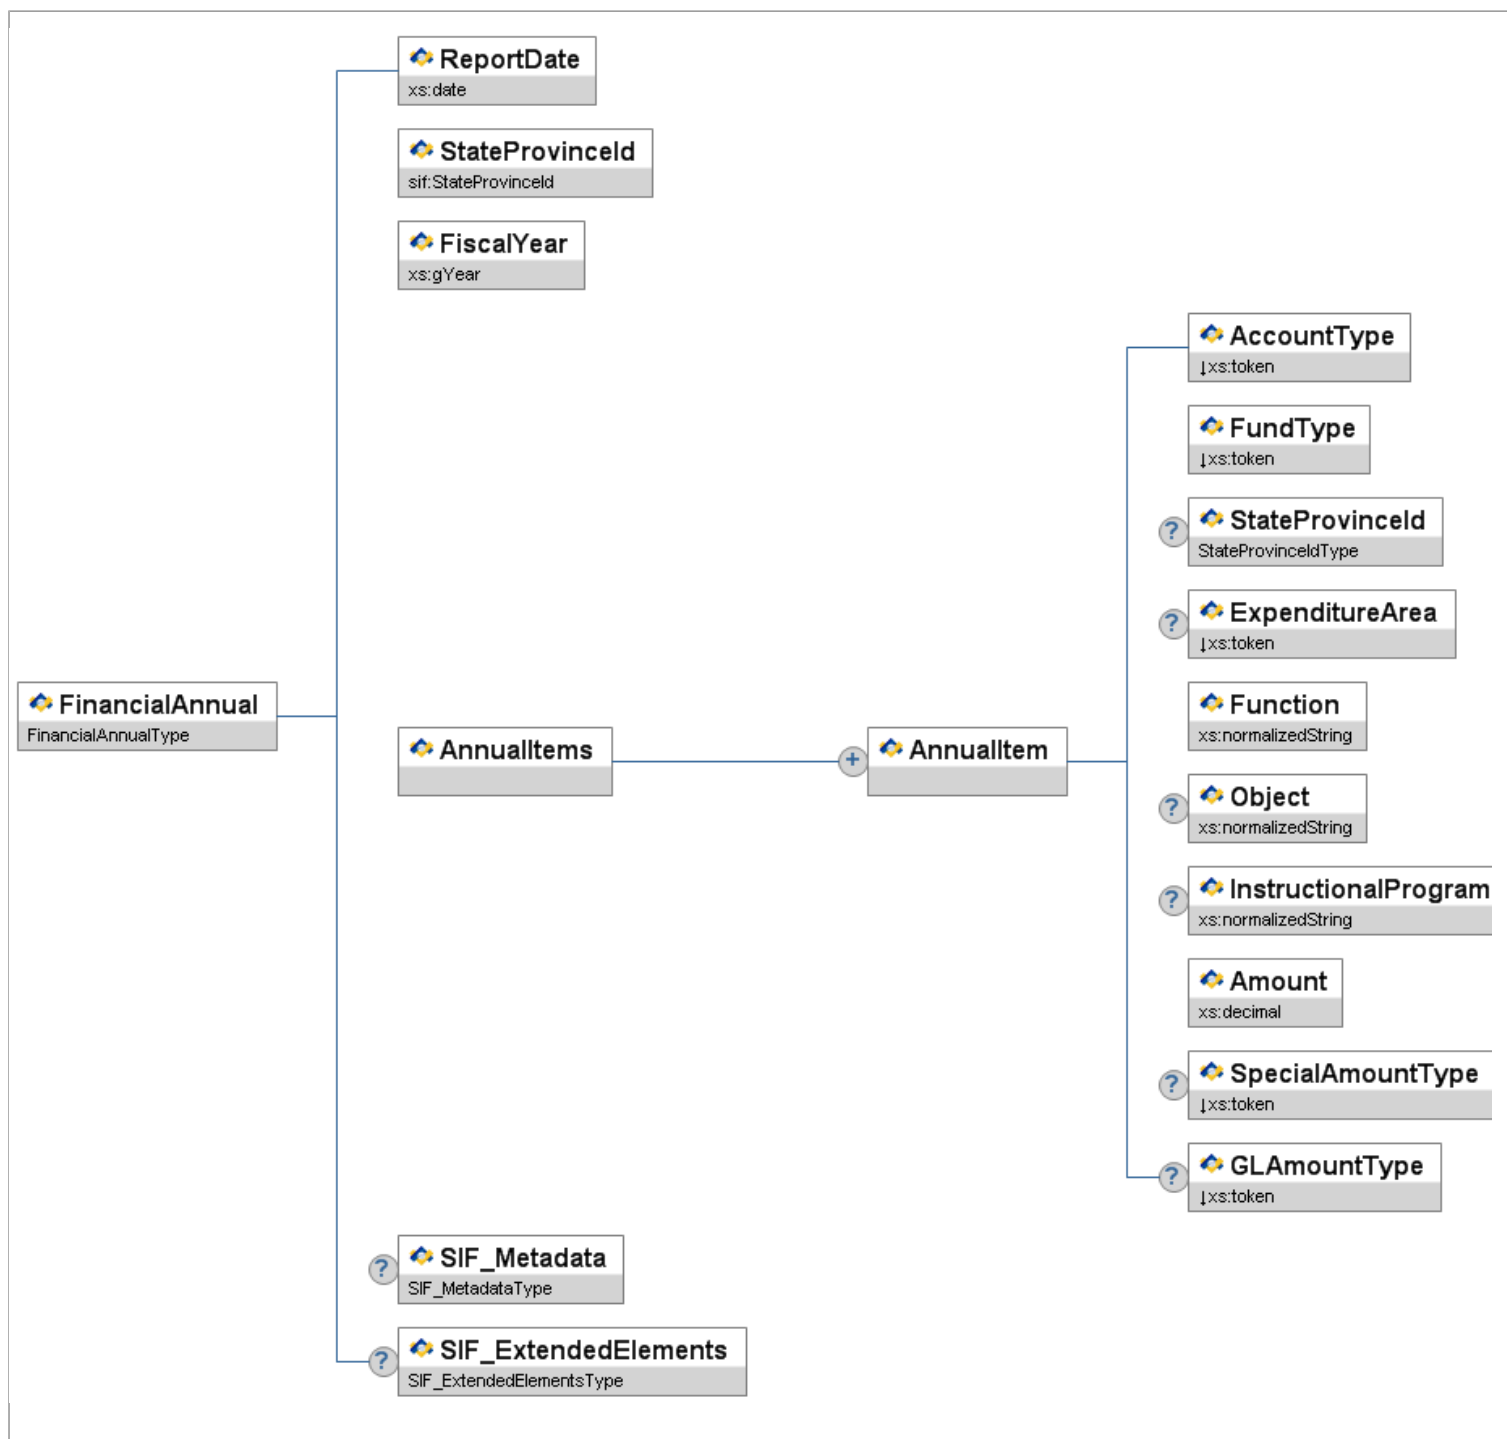 ReportDate
xs:date
StateProvinceId
sif:StateProvinceId
FiscalYear
xs:gYear
AccountType
↓xs:token
FundType
↓xs:token
? StateProvinceId
StateProvinceIdType
? ExpenditureArea
↓xs:token
FinancialAnnual
FinancialAnnualType
AnnualItems
+ AnnualItem
Function
xs:normalizedString
? Object
xs:normalizedString
? InstructionalProgram
xs:normalizedString
Amount
xs:decimal
? SpecialAmountType
↓xs:token
? GLAmountType
↓xs:token
? SIF_Metadata
SIF_MetadataType
? SIF_ExtendedElements
SIF_ExtendedElementsType